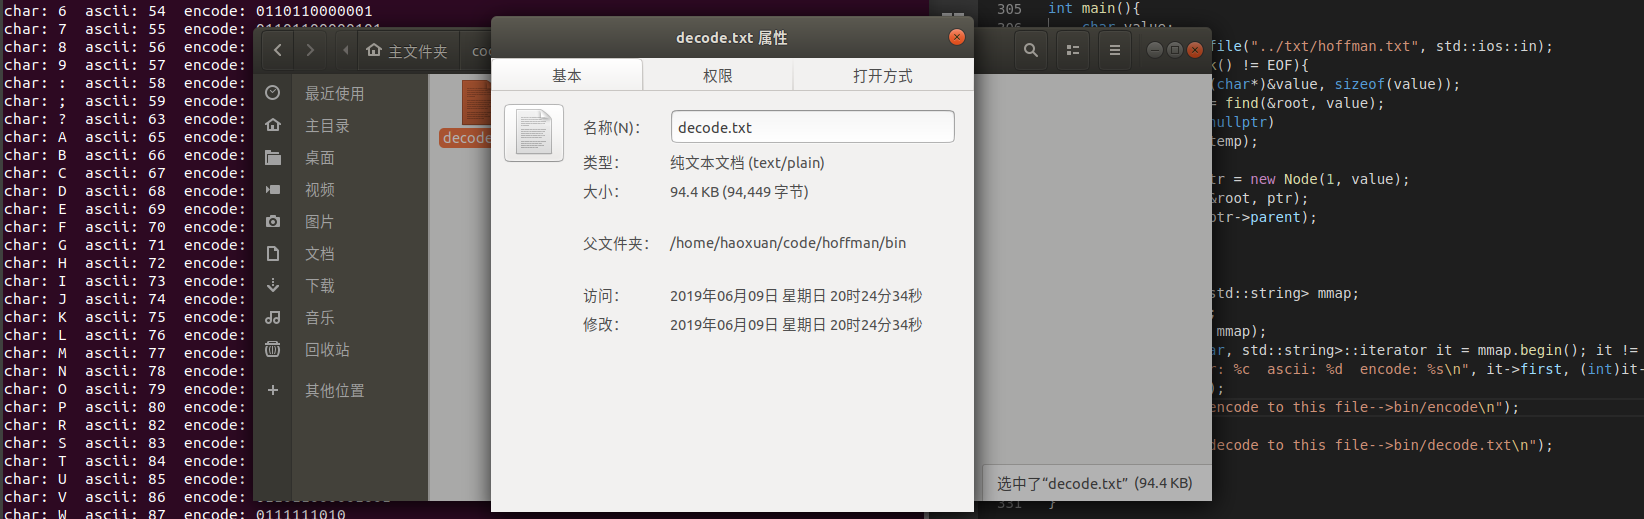 char: 6 ascii: 54 encode: 0110110000001
char: 7 ascii: 55 encode:
char: 8 ascii: 56 encode:
char: 9 ascii: 57 encode:
char: : ascii: 58 encode:
char: ; ascii: 59 encode:
char: ? ascii: 63 encode:
char: A ascii: 65 encode:
char: B ascii: 66 encode:
char: C ascii: 67 encode:
char: D ascii: 68 encode:
char: E ascii: 69 encode:
char: F ascii: 70 encode:
char: G ascii: 71 encode:
char: H ascii: 72 encode:
char: I ascii: 73 encode:
char: J ascii: 74 encode:
char: K ascii: 75 encode:
char: L ascii: 76 encode:
char: M ascii: 77 encode:
char: N ascii: 78 encode:
char: O ascii: 79 encode:
char: P ascii: 80 encode:
char: R ascii: 82 encode:
char: S ascii: 83 encode:
char: T ascii: 84 encode:
char: U ascii: 85 encode:
char: V ascii: 86 encode:
char: W ascii: 87 encode: 0111111010
主文件夹
最近使用
主目录
桌面
视频
图片
文档
下载
音乐
回收站
其他位置
decode.txt 属性
基本 权限 打开方式
名称(N)： decode.txt
类型： 纯文本文档 (text/plain)
大小： 94.4 KB (94,449 字节)
父文件夹： /home/haoxuan/code/hoffman/bin
访问： 2019年06月09日 星期日 20时24分34秒
修改： 2019年06月09日 星期日 20时24分34秒
选中了“decode.txt” (94.4 KB)
305 int main(){
char value;
file("../txt/hoffman.txt", std::ios::in);
k() != EOF){
(char*)&value, sizeof(value));
= find(&root, value);
nullptr)
temp);
tr = new Node(1, value);
&root, ptr);
ptr->parent);
std::string> mmap;
mmap);
ar, std::string>::iterator it = mmap.begin(); it !=
r: %c ascii: %d encode: %s\n", it->first, (int)it-
);
encode to this file-->bin/encode\n");
decode to this file-->bin/decode.txt\n");
331 }